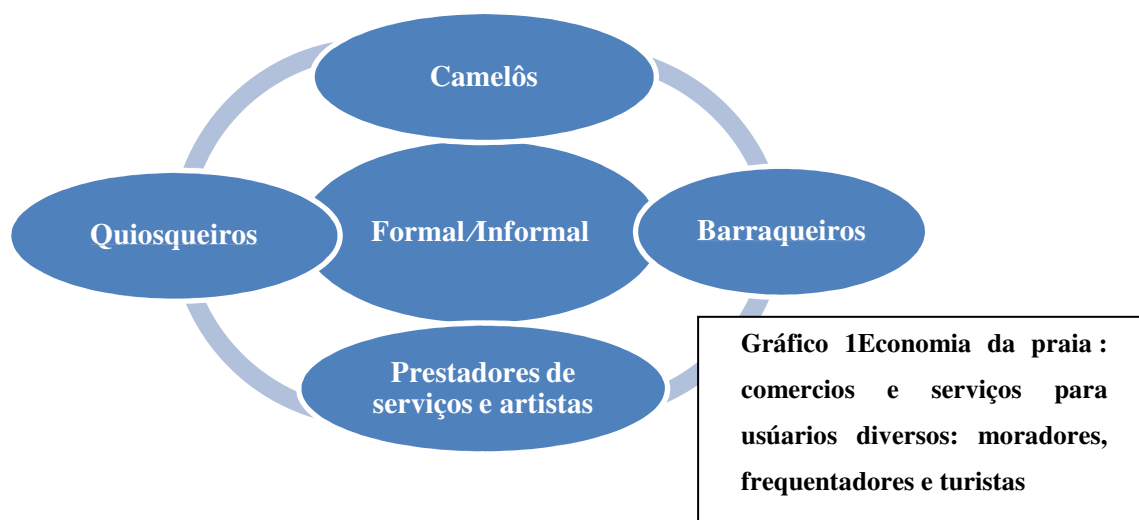 Camelôs
Quiosqueiros
Formal/Informal
Barraqueiros
Prestadores de
serviços e artistas
Gráfico 1Economia da praia :
comercios e serviços para
usúarios diversos: moradores,
frequentadores e turistas